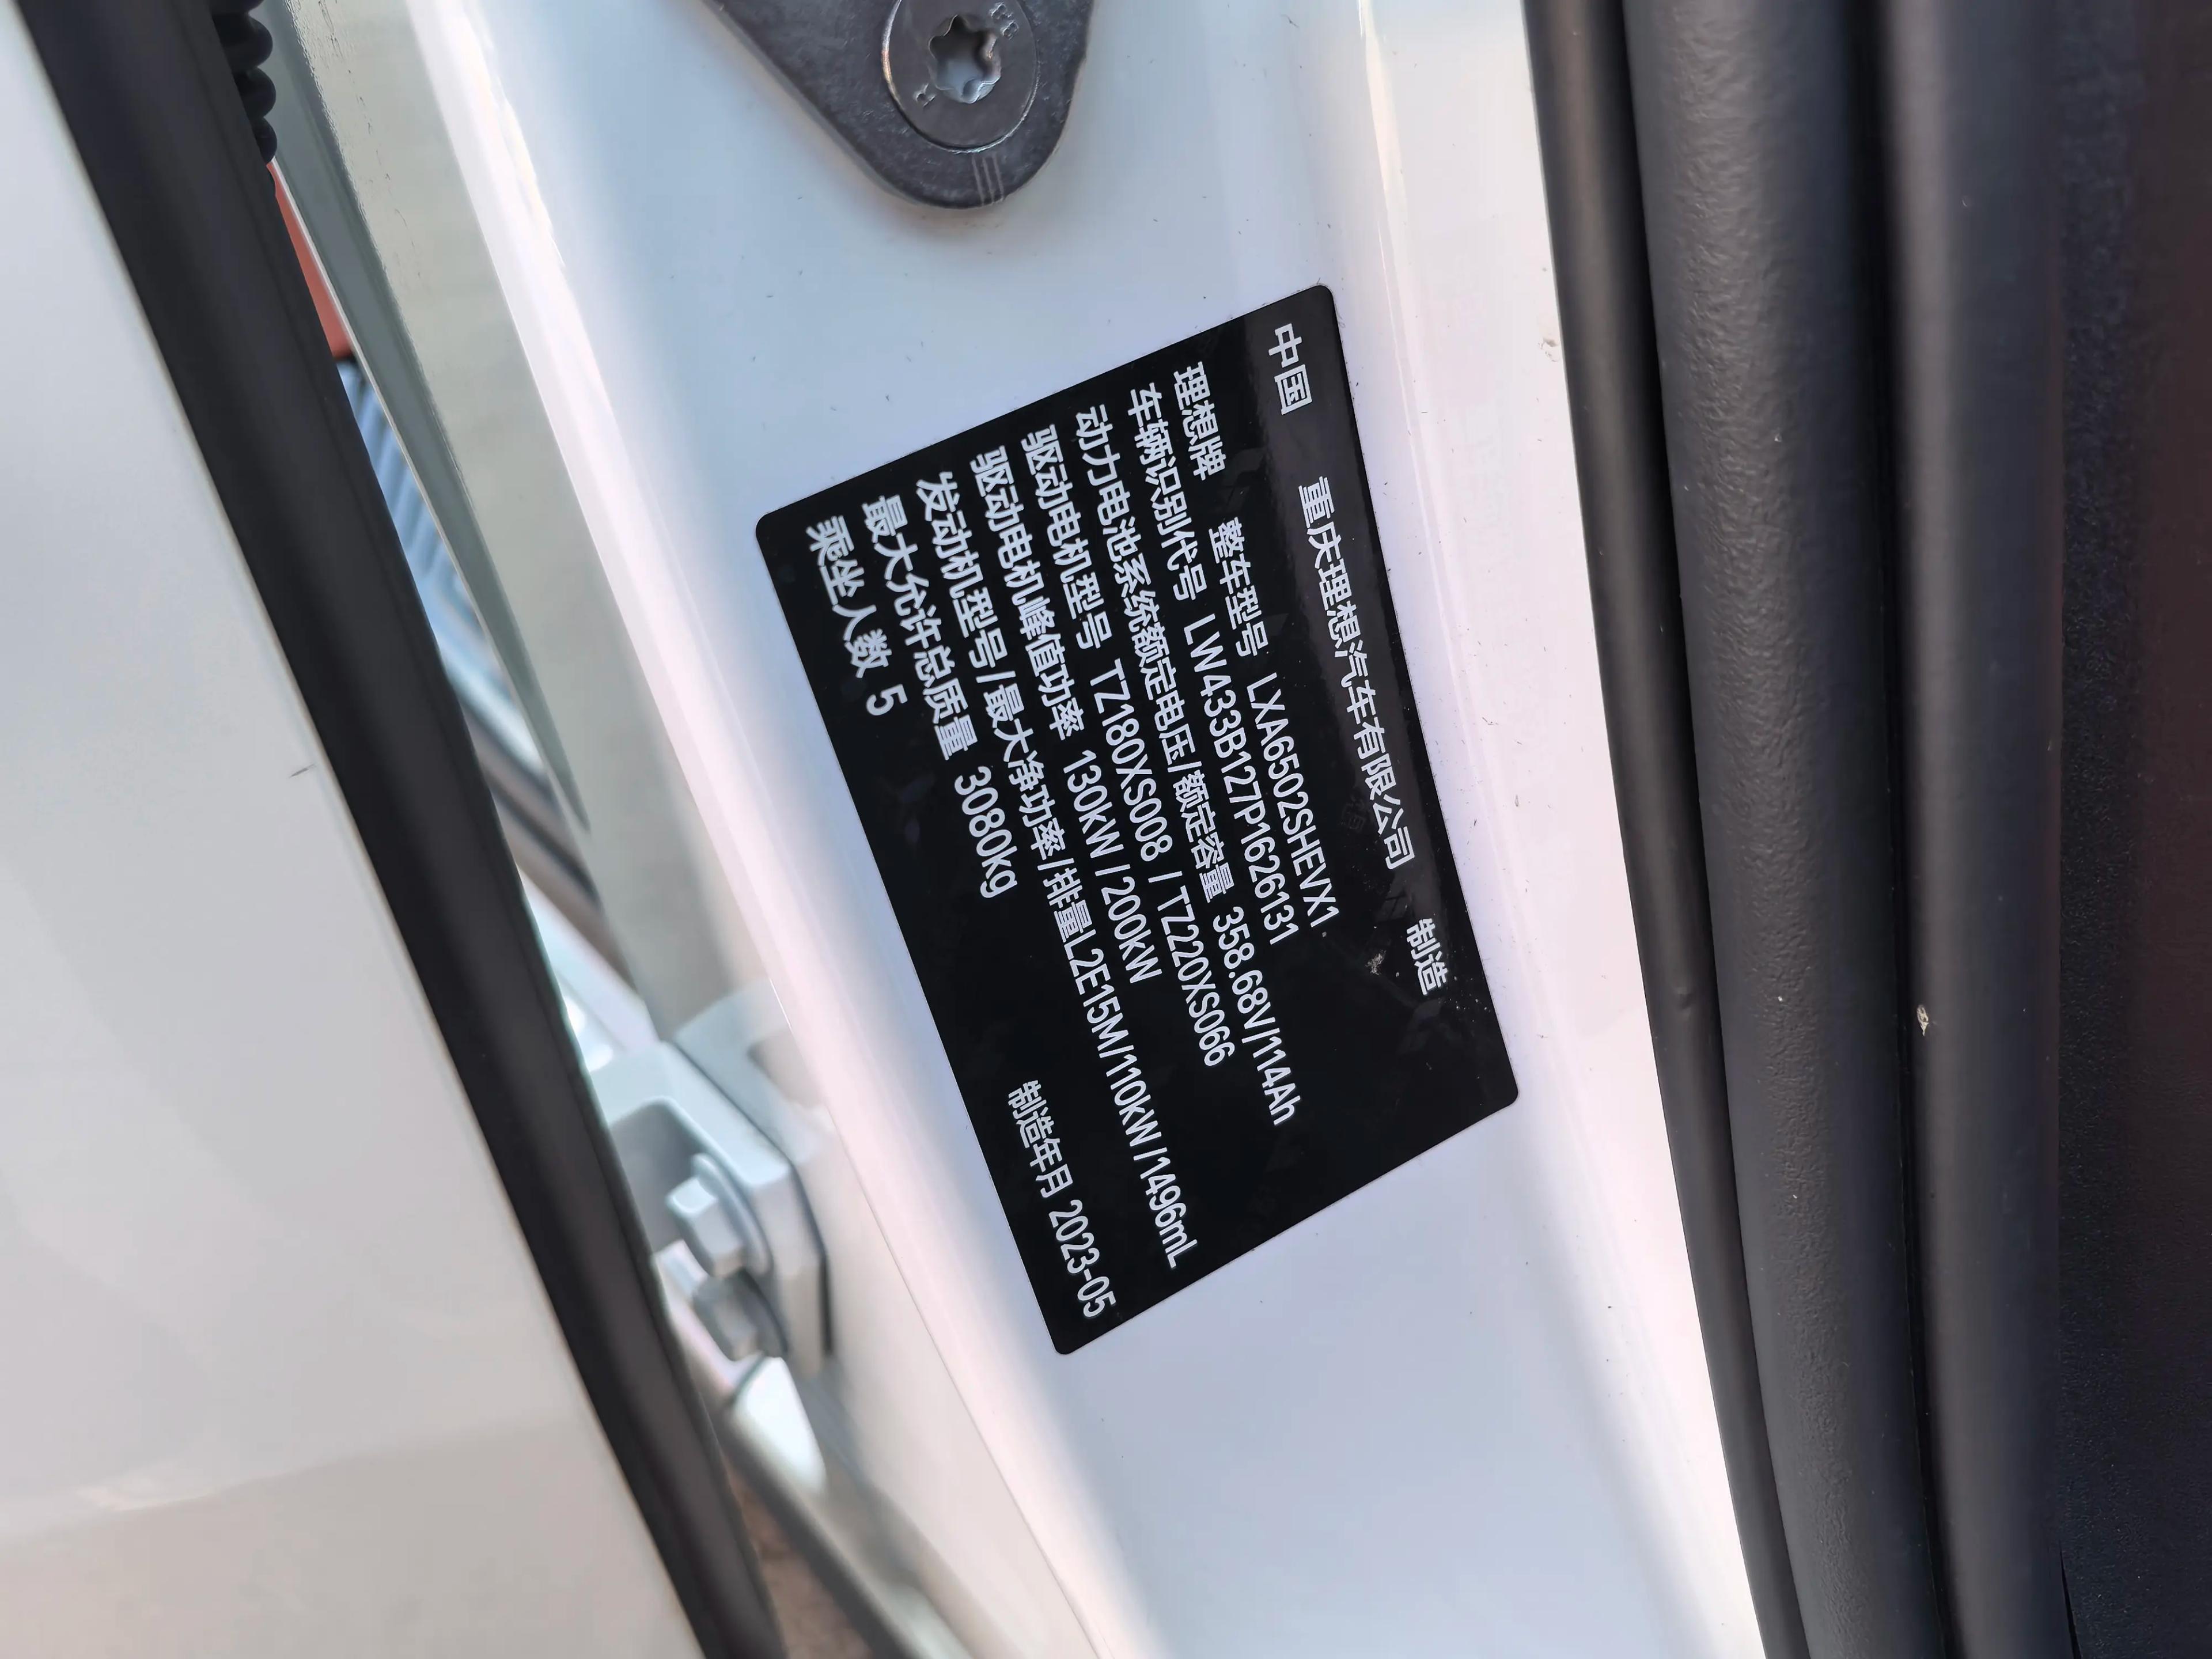 中国 重庆理想汽车有限公司 制造
理想牌 整车型号 LXA6502SHEVX1
车辆识别代号 LW433B127P1626131
动力电池系统额定电压/额定容量 358.68V/114Ah
驱动电机型号 TZ180XS008 / TZ220XS066
驱动电机峰值功率 130kW / 200kW
发动机型号/最大净功率/排量L2E15M/110kW/1496mL
最大允许总质量 3080kg
乘坐人数 5 制造年月 2023-05